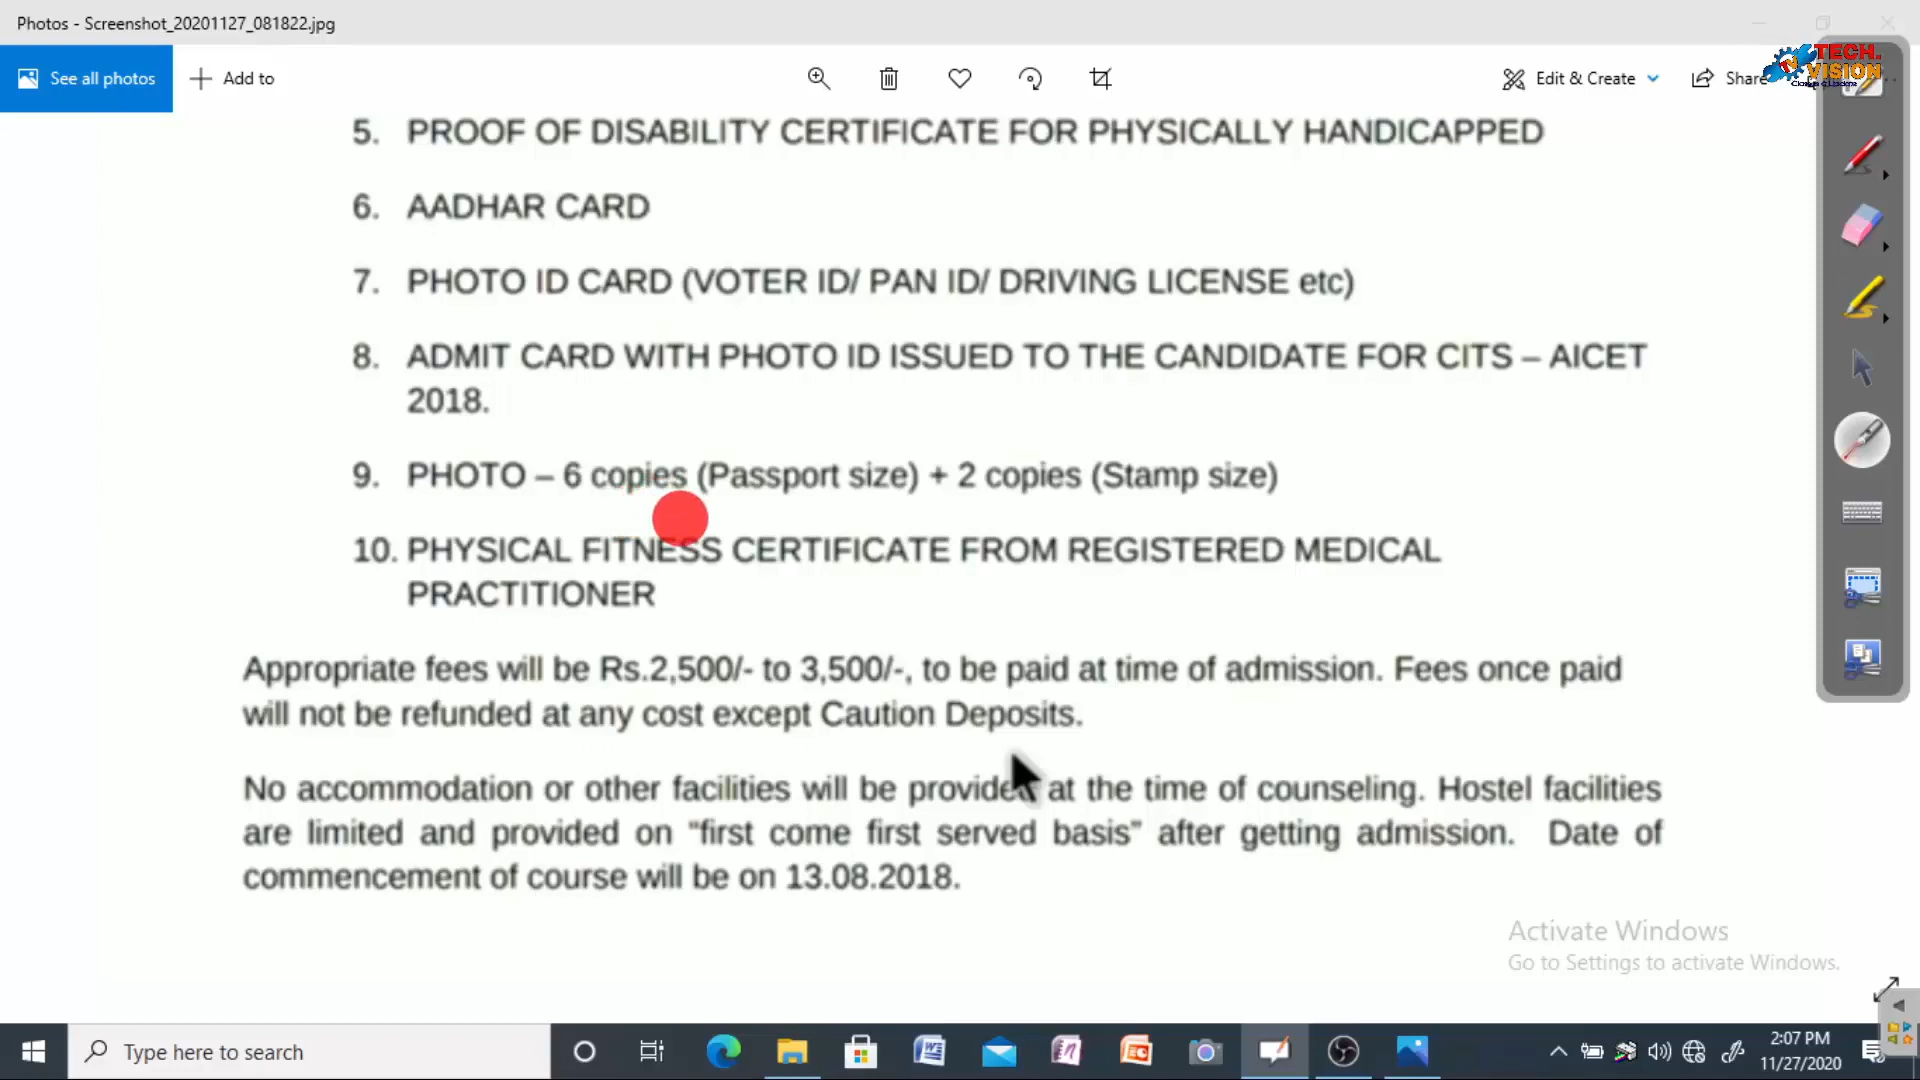 Photos - Screenshot_20201127_081822.jpg
See all photos
Add to
Edit & Create
Share
TECH.
VISION
5. PROOF OF DISABILITY CERTIFICATE FOR PHYSICALLY HANDICAPPED
6. AADHAR CARD
7. PHOTO ID CARD (VOTER ID/ PAN ID/ DRIVING LICENSE etc)
8. ADMIT CARD WITH PHOTO ID ISSUED TO THE CANDIDATE FOR CITS – AICET
2018.
9. PHOTO – 6 copies (Passport size) + 2 copies (Stamp size)
10. PHYSICAL FITNESS CERTIFICATE FROM REGISTERED MEDICAL
PRACTITIONER
Appropriate fees will be Rs.2,500/- to 3,500/-, to be paid at time of admission. Fees once paid
will not be refunded at any cost except Caution Deposits.
No accommodation or other facilities will be provided at the time of counseling. Hostel facilities
are limited and provided on "first come first served basis" after getting admission. Date of
commencement of course will be on 13.08.2018.
Activate Windows
Go to Settings to activate Windows.
Type here to search
2:07 PM
11/27/2020